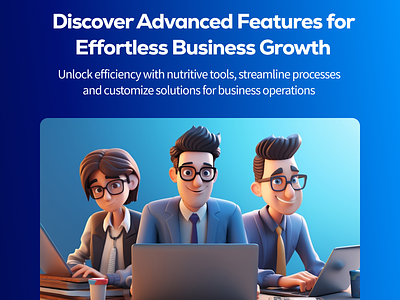 Discover Advanced Features for
Effortless Business Growth
Unlock efficiency with nutritive tools, streamline processes
and customize solutions for business operations